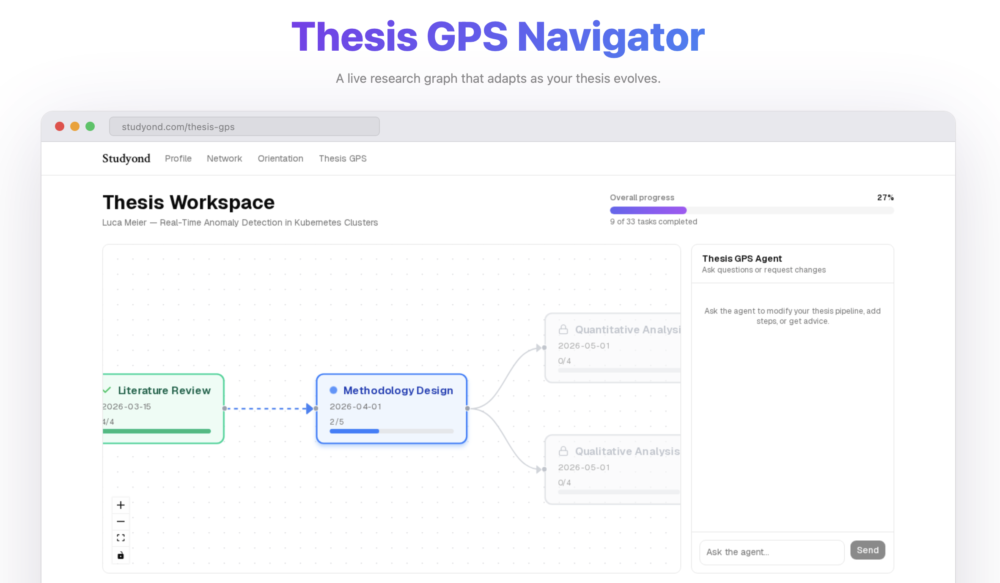 Thesis GPS Navigator
A live research graph that adapts as your thesis evolves.
studyond.com/thesis-gps
Studyond Profile Network Orientation Thesis GPS
Thesis Workspace
Luca Meier — Real-Time Anomaly Detection in Kubernetes Clusters
Overall progress 27%
9 of 33 tasks completed
Literature Review
2026-03-15
4/4
Methodology Design
2026-04-01
2/5
Quantitative Analysi
2026-05-01
0/4
Qualitative Analysis
2026-05-01
0/4
Thesis GPS Agent
Ask questions or request changes
Ask the agent to modify your thesis pipeline, add
steps, or get advice.
Ask the agent...
Send